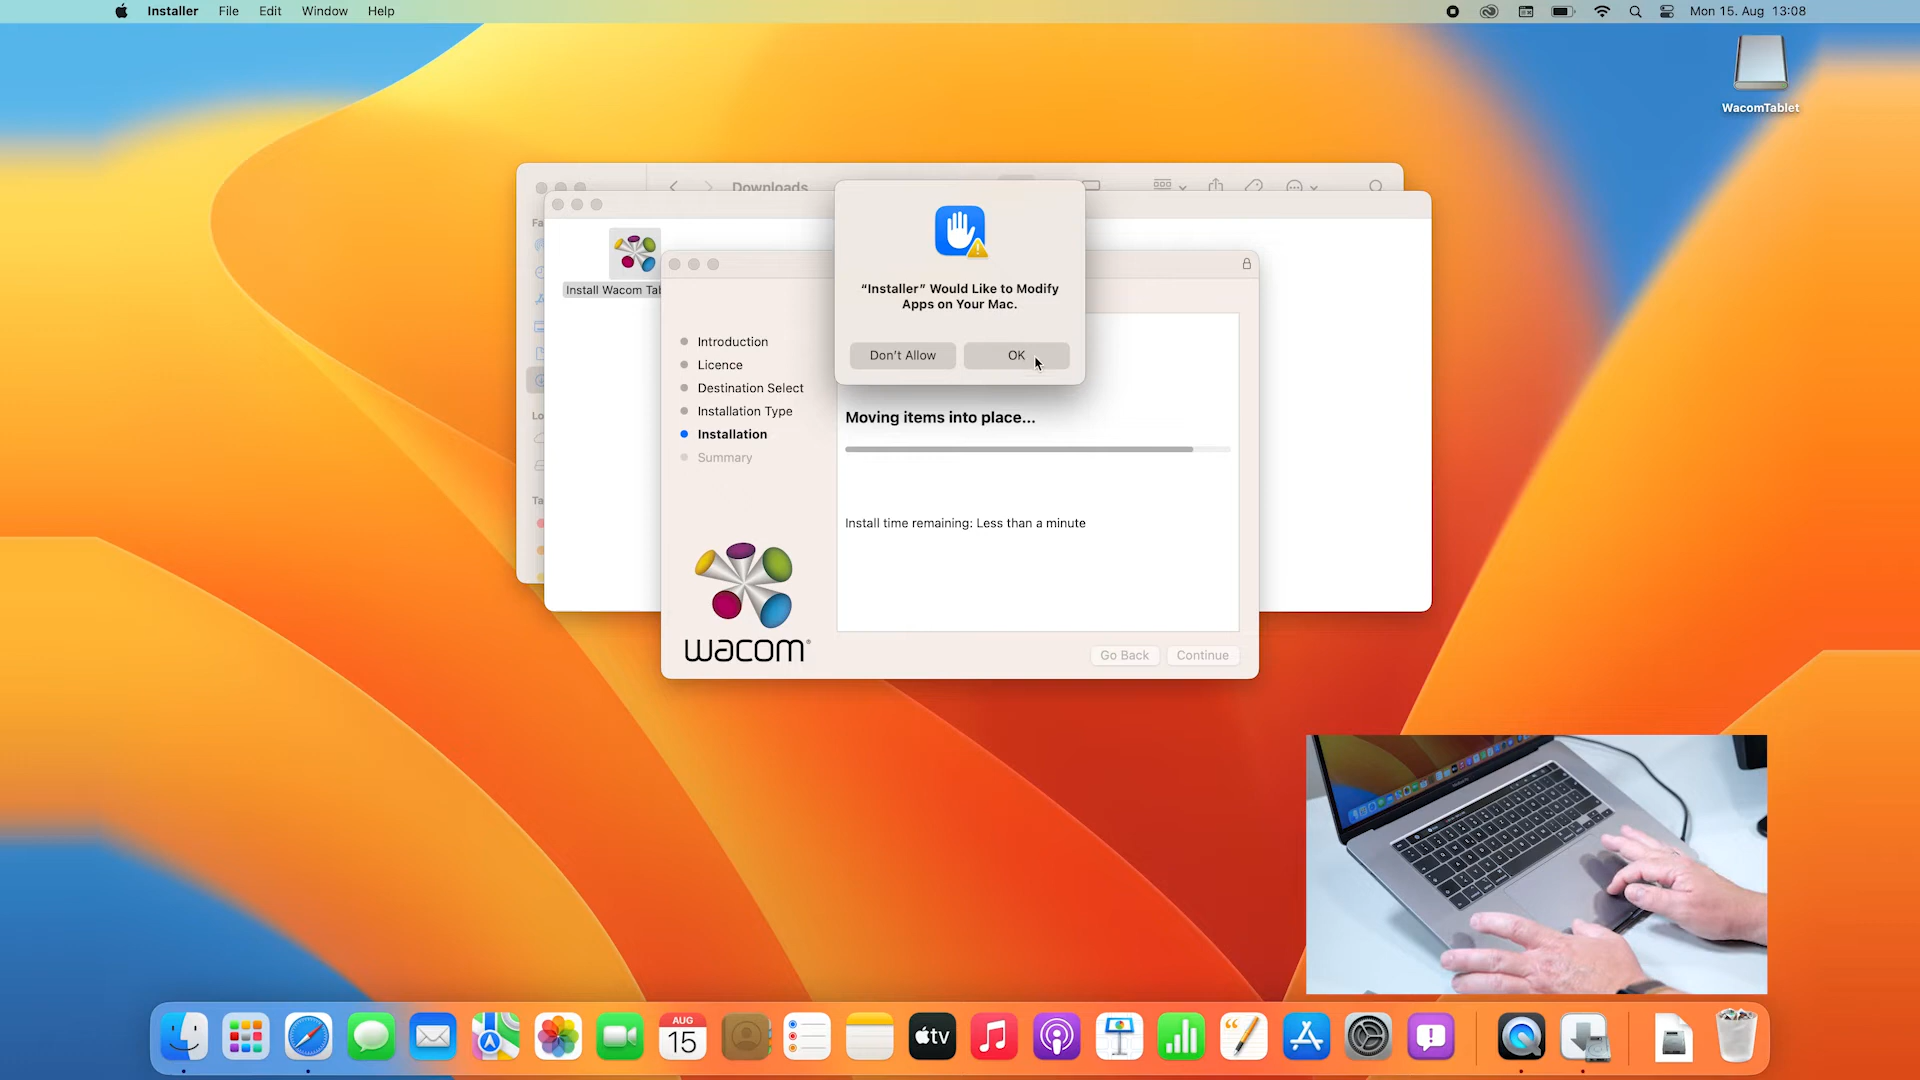 Installer File Edit Window Help
Mon 15. Aug 13:08
WacomTablet
Downloads
Install Wacom Tab
"Installer" Would Like to Modify
Apps on Your Mac.
Don't Allow OK
Introduction
Licence
Destination Select
Installation Type
Installation
Summary
Moving items into place...
Install time remaining: Less than a minute
wacom
Go Back Continue
AUG
15
tv